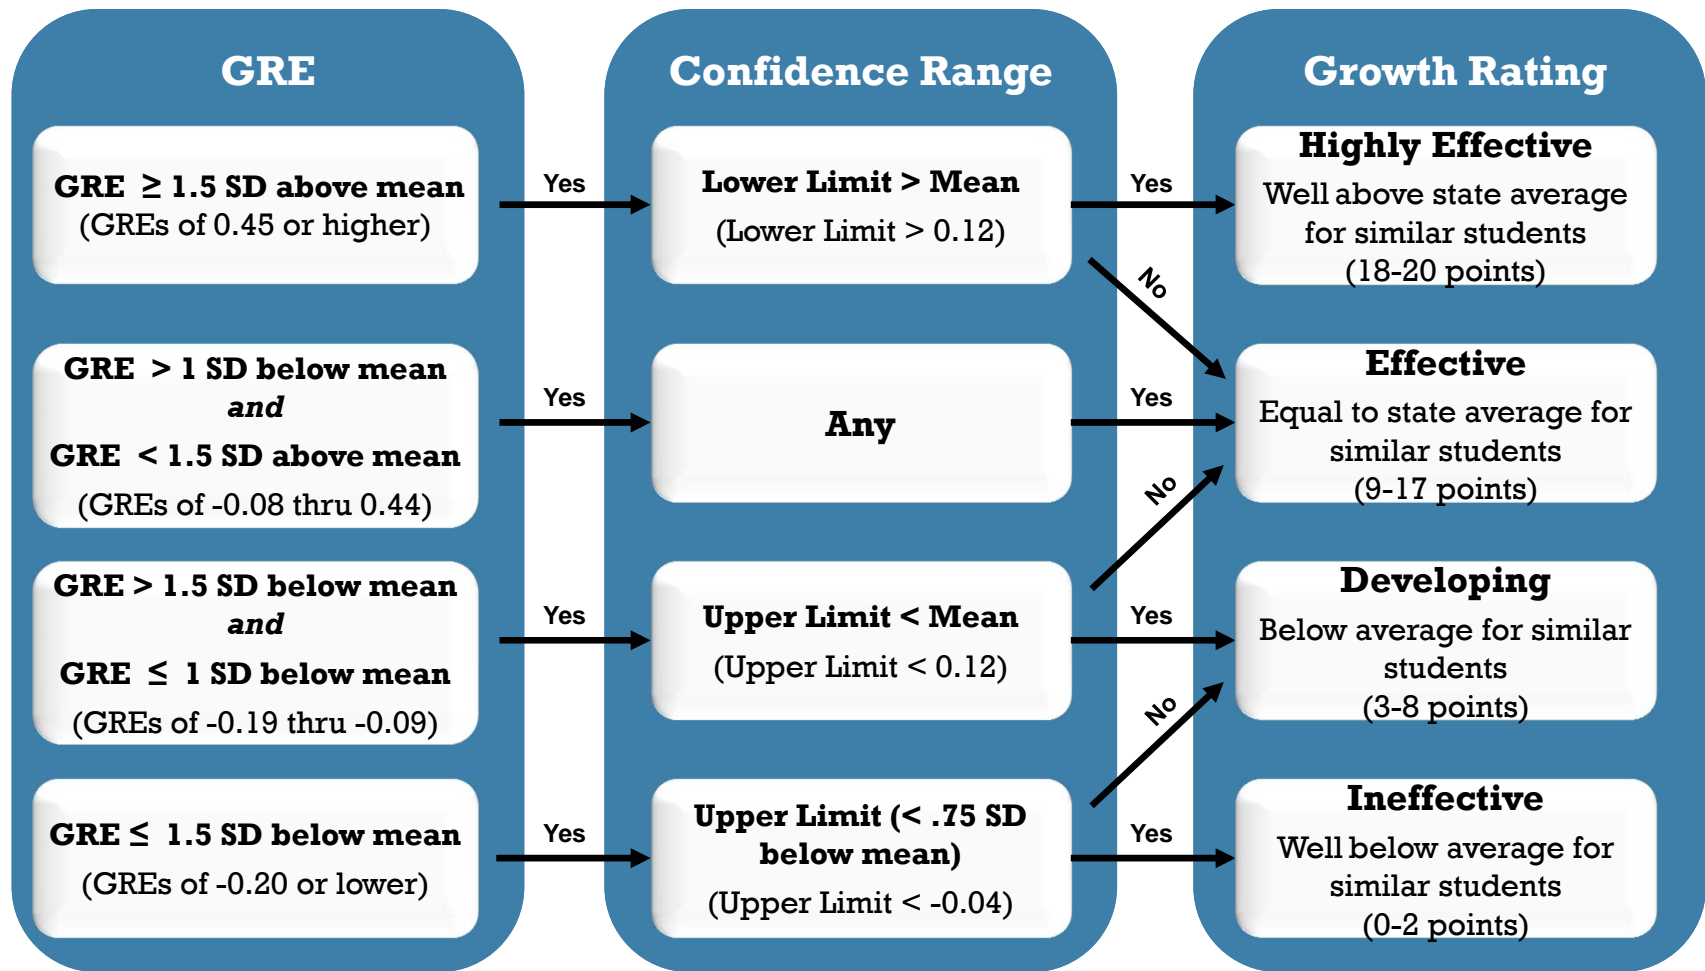 GRE
GRE ≥ 1.5 SD above mean
(GREs of 0.45 or higher)
GRE > 1 SD below mean
and
GRE < 1.5 SD above mean
(GREs of -0.08 thru 0.44)
GRE > 1.5 SD below mean
and
GRE ≤ 1 SD below mean
(GREs of -0.19 thru -0.09)
GRE ≤ 1.5 SD below mean
(GREs of -0.20 or lower)
Yes
Yes
Yes
Yes
Confidence Range
Lower Limit > Mean
(Lower Limit > 0.12)
Any
Upper Limit < Mean
(Upper Limit < 0.12)
Upper Limit (< .75 SD
below mean)
(Upper Limit < -0.04)
Yes
No
Yes
No
Yes
No
Yes
Growth Rating
Highly Effective
Well above state average
for similar students
(18-20 points)
Effective
Equal to state average for
similar students
(9-17 points)
Developing
Below average for similar
students
(3-8 points)
Ineffective
Well below average for
similar students
(0-2 points)